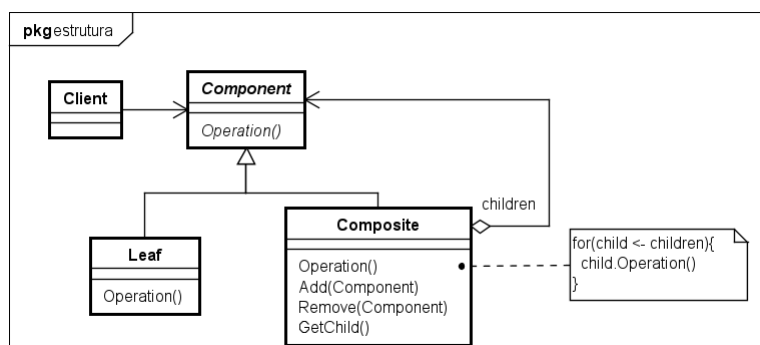 pkg estrutura
Client
Component
Operation()
children
Leaf
Operation()
Composite
Operation()
Add(Component)
Remove(Component)
GetChild()
for(child <- children){
child.Operation()
}